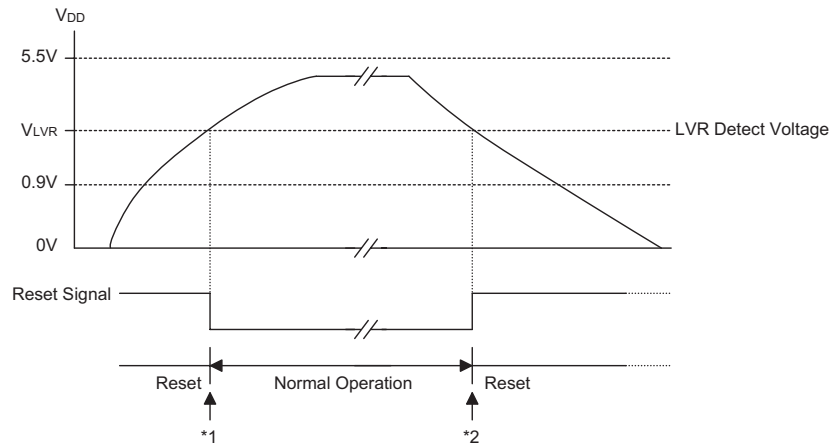 VDD
5.5V
VLVR
LVR Detect Voltage
0.9V
0V
Reset Signal
Reset
Normal Operation
Reset
*1
*2